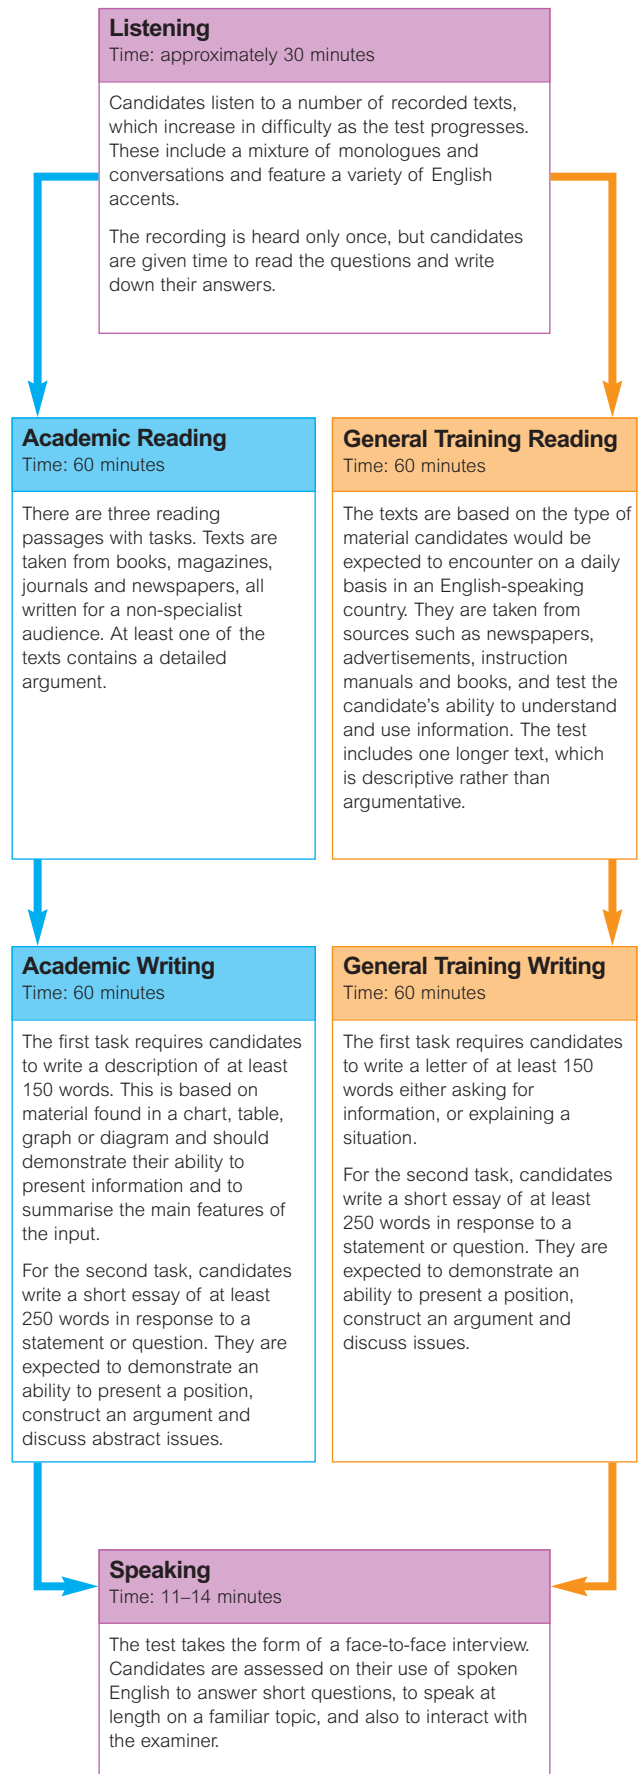 Listening
Time: approximately 30 minutes
Candidates listen to a number of recorded texts,
which increase in difficulty as the test progresses.
These include a mixture of monologues and
conversations and feature a variety of English
accents.
The recording is heard only once, but candidates
are given time to read the questions and write
down their answers.
Academic Reading
Time: 60 minutes
There are three reading
passages with tasks. Texts are
taken from books, magazines,
journals and newspapers, all
written for a non-specialist
audience. At least one of the
texts contains a detailed
argument.
General Training Reading
Time: 60 minutes
The texts are based on the type of
material candidates would be
expected to encounter on a daily
basis in an English-speaking
country. They are taken from
sources such as newspapers,
advertisements, instruction
manuals and books, and test the
candidate's ability to understand
and use information. The test
includes one longer text, which
is descriptive rather than
argumentative.
Academic Writing
Time: 60 minutes
The first task requires candidates
to write a description of at least
150 words. This is based on
material found in a chart, table,
graph or diagram and should
demonstrate their ability to
present information and to
summarise the main features of
the input.
For the second task, candidates
write a short essay of at least
250 words in response to a
statement or question. They are
expected to demonstrate an
ability to present a position,
construct an argument and
discuss abstract issues.
General Training Writing
Time: 60 minutes
The first task requires candidates
to write a letter of at least 150
words either asking for
information, or explaining a
situation.
For the second task, candidates
write a short essay of at least
250 words in response to a
statement or question. They are
expected to demonstrate an
ability to present a position,
construct an argument and
discuss issues.
Speaking
Time: 11–14 minutes
The test takes the form of a face-to-face interview.
Candidates are assessed on their use of spoken
English to answer short questions, to speak at
length on a familiar topic, and also to interact with
the examiner.